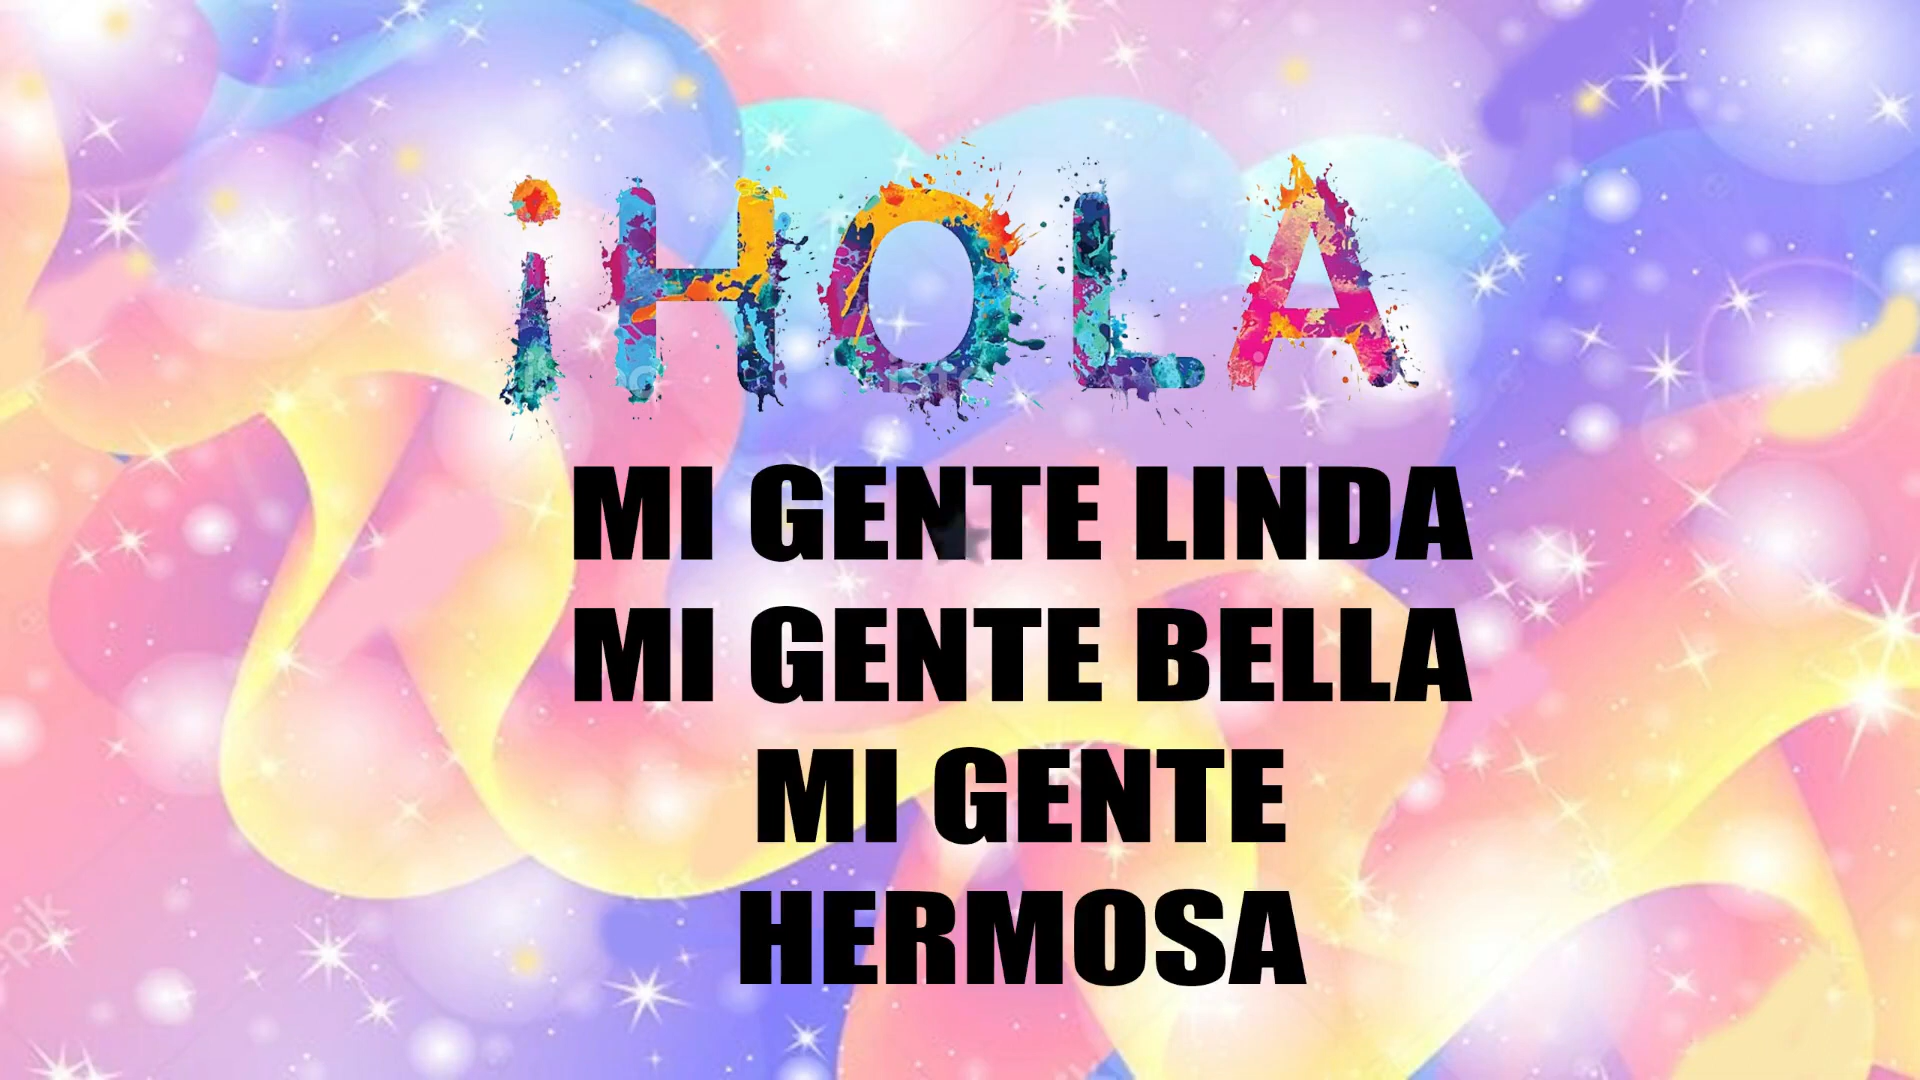 ¡HOLA
MI GENTE LINDA
MI GENTE BELLA
MI GENTE
HERMOSA